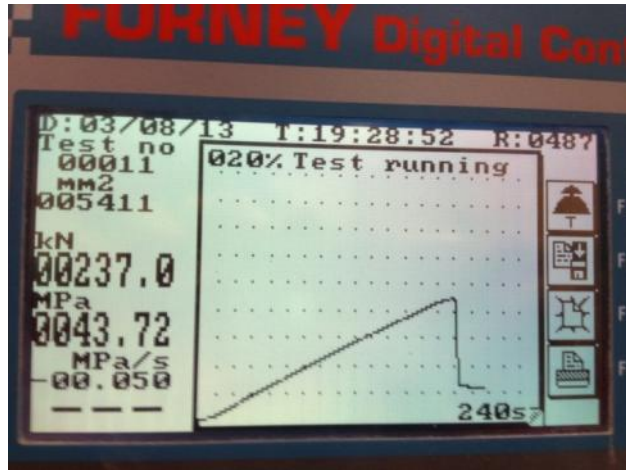 FORNEY Digital Con
D:03/08/13 T:19:28:52 R:0487
Test no
00011
020% Test running
MM2
005411
kN
00237.0
MPa
0043.72
MPa/s
-00.050
---
240s
T
F
F
F
F